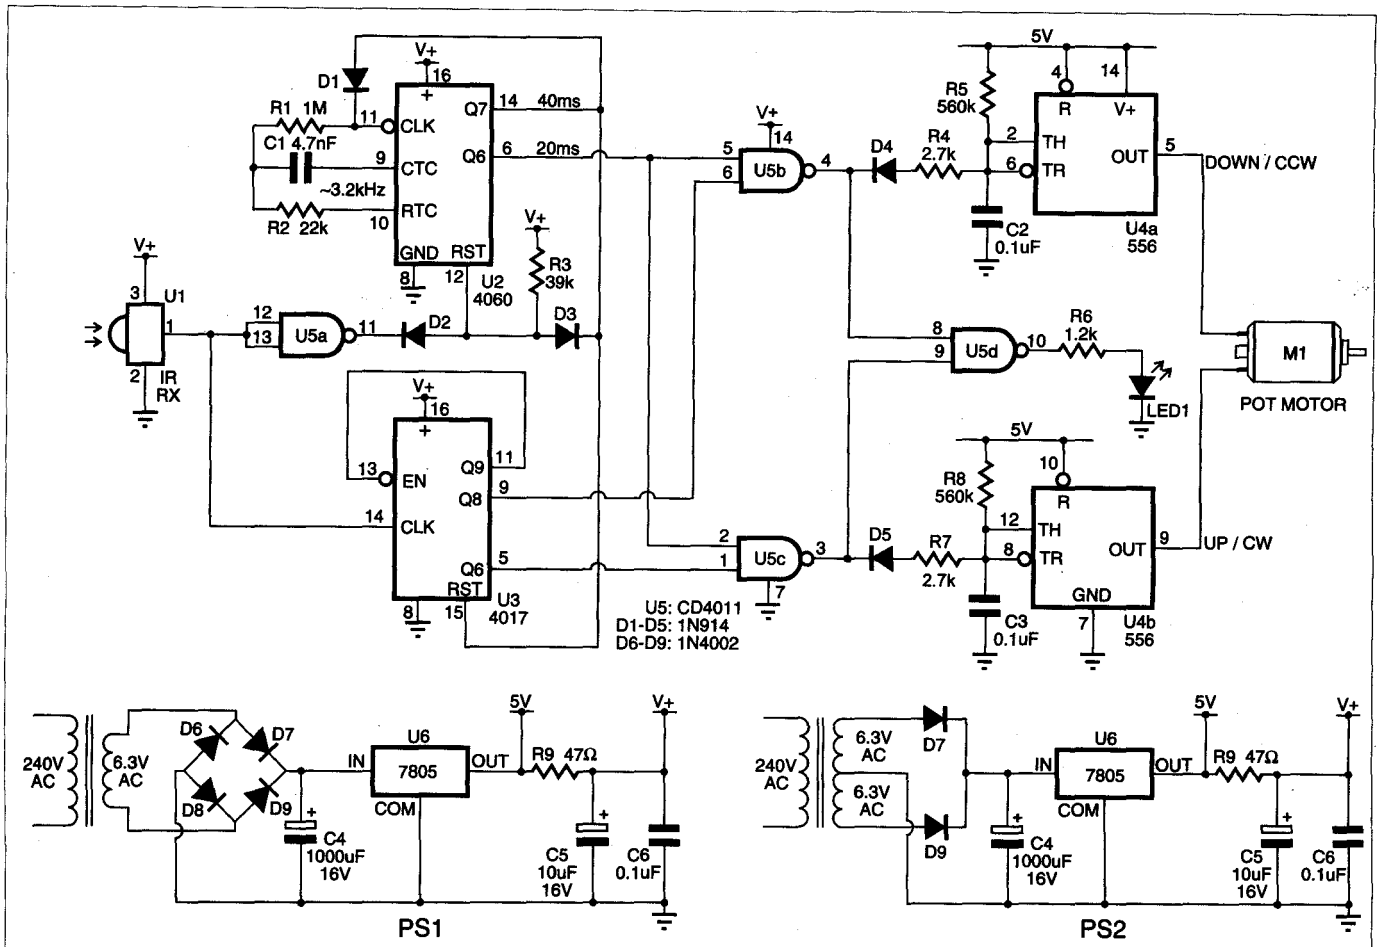 5V
V+
D1
16
+
Q7
14
40ms
R1 1M
11
CLK
C1 4.7nF
9
CTC
Q6
6
20ms
~3.2kHz
RTC
R2 22k
10
GND
RST
8
12
U2
4060
V+
R3
39k
V+
14
5
6
U5b
4
D4
R4
2.7k
R5
560k
4
R
14
V+
2
TH
6
TR
OUT
5
DOWN / CCW
C2
0.1uF
U4a
556
V+
3
U1
1
2
IR
RX
12
13
U5a
11
D2
D3
8
9
U5d
10
R6
1.2k
LED1
M1
POT MOTOR
V+
16
+
Q9
11
13
EN
Q8
9
14
CLK
Q6
5
RST
8
15
U3
4017
2
1
U5c
3
7
D5
R7
2.7k
5V
R8
560k
10
R
12
TH
8
TR
OUT
9
UP / CW
GND
7
C3
0.1uF
U4b
556
U5: CD4011
D1-D5: 1N914
D6-D9: 1N4002
240V
AC
6.3V
AC
D6
D7
D8
D9
+
C4
1000uF
16V
IN
U6
7805
OUT
COM
5V
R9 47Ω
V+
+
C5
10uF
16V
C6
0.1uF
PS1
240V
AC
6.3V
AC
6.3V
AC
D7
D9
+
C4
1000uF
16V
IN
U6
7805
OUT
COM
5V
R9 47Ω
V+
+
C5
10uF
16V
C6
0.1uF
PS2